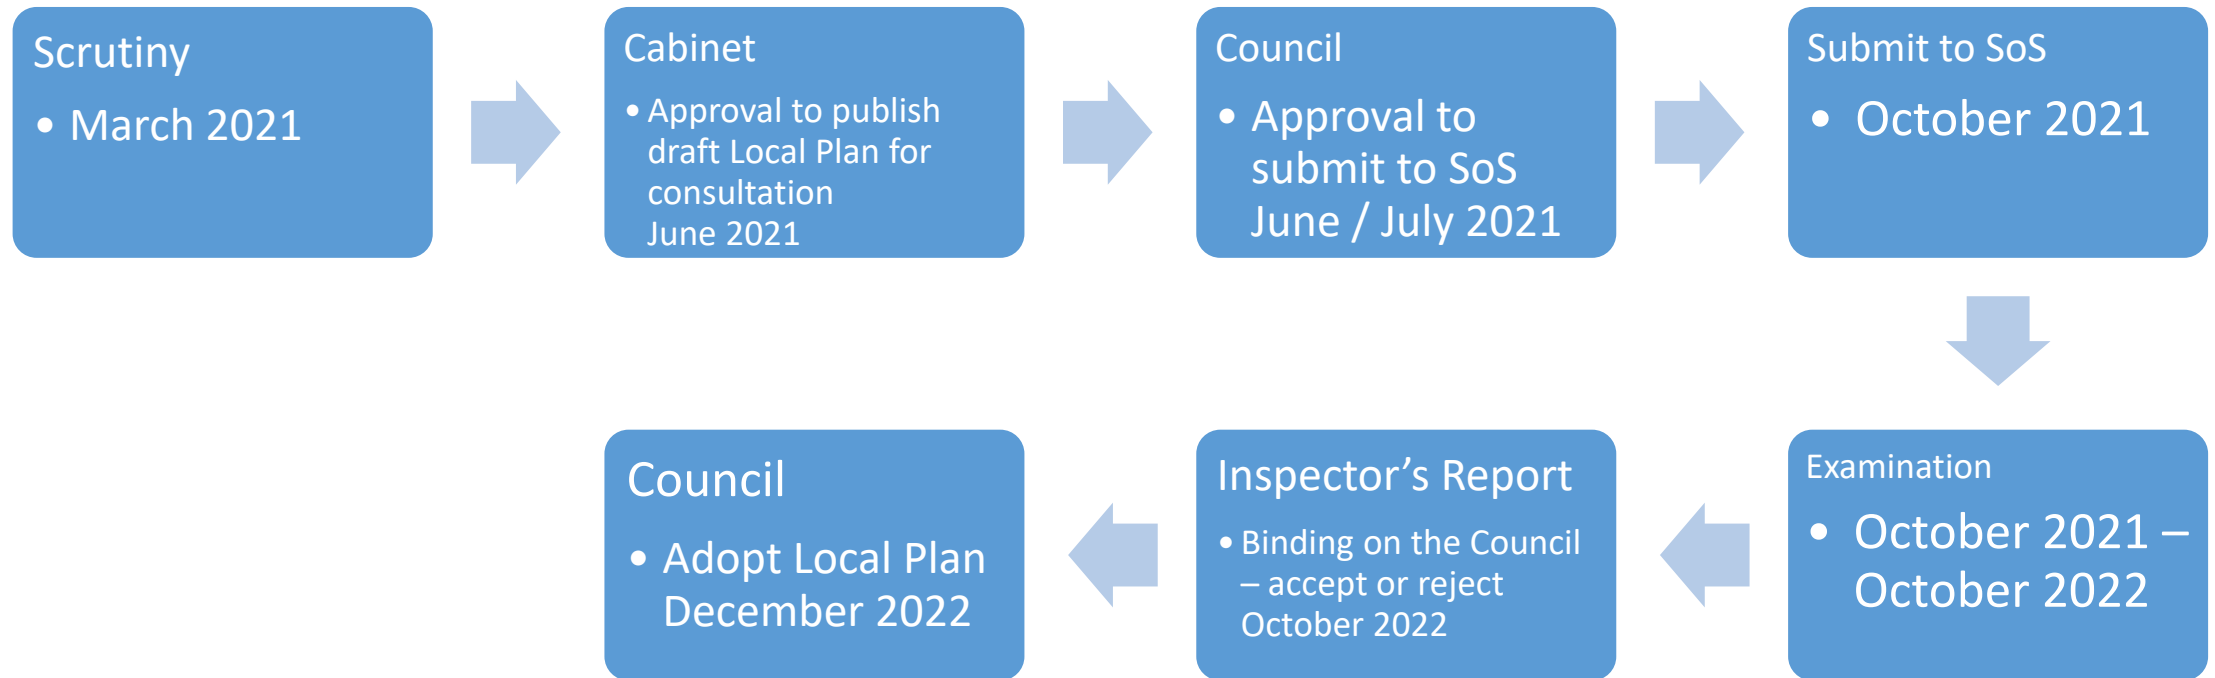 Scrutiny
• March 2021
Cabinet
• Approval to publish
draft Local Plan for
consultation
June 2021
Council
• Approval to
submit to SoS
June / July 2021
Submit to SoS
• October 2021
Examination
• October 2021 –
October 2022
Inspector’s Report
• Binding on the Council
– accept or reject
October 2022
Council
• Adopt Local Plan
December 2022